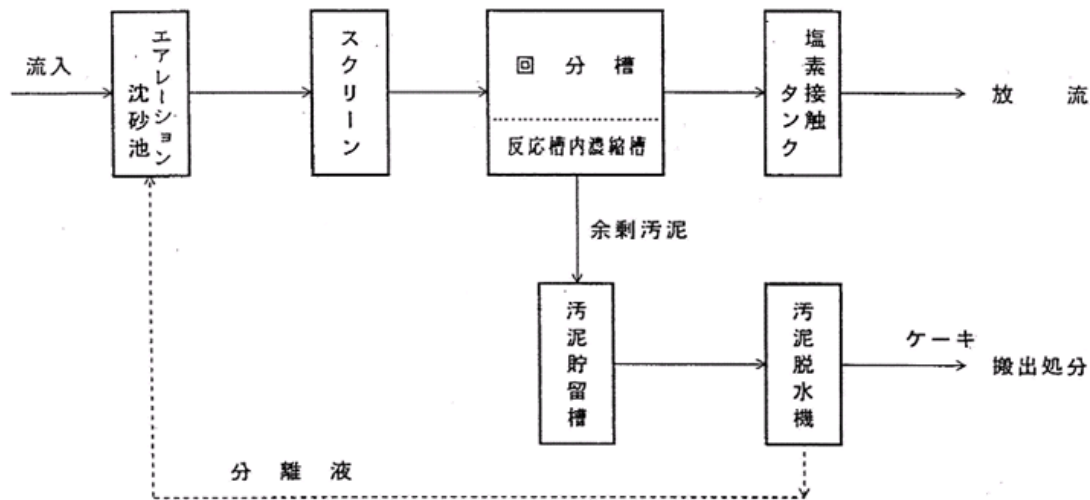 流入
エアレーション
沈砂池
スクリーン
回分槽
反応槽内濃縮槽
塩素接触
タンク
放流
余剰汚泥
汚泥貯留槽
汚泥脱水機
ケーキ
搬出処分
分離液